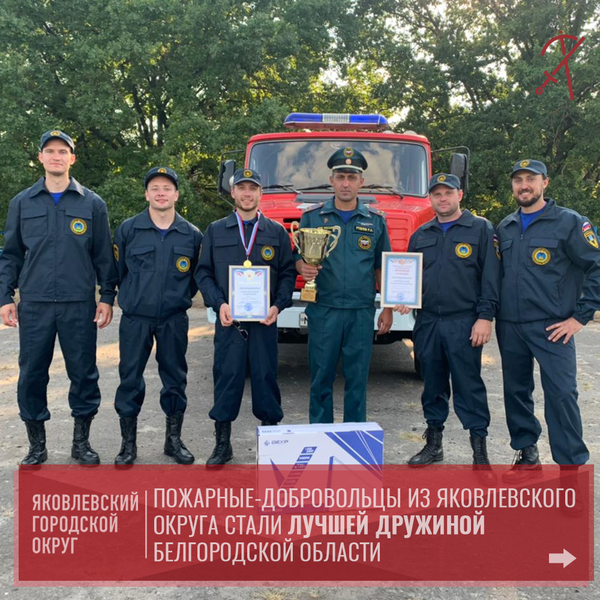 ЯКОВЛЕВСКИЙ
ГОРОДСКОЙ
ОКРУГ
ПОЖАРНЫЕ-ДОБРОВОЛЬЦЫ ИЗ ЯКОВЛЕВСКОГО
ОКРУГА СТАЛИ ЛУЧШЕЙ ДРУЖИНОЙ
БЕЛГОРОДСКОЙ ОБЛАСТИ